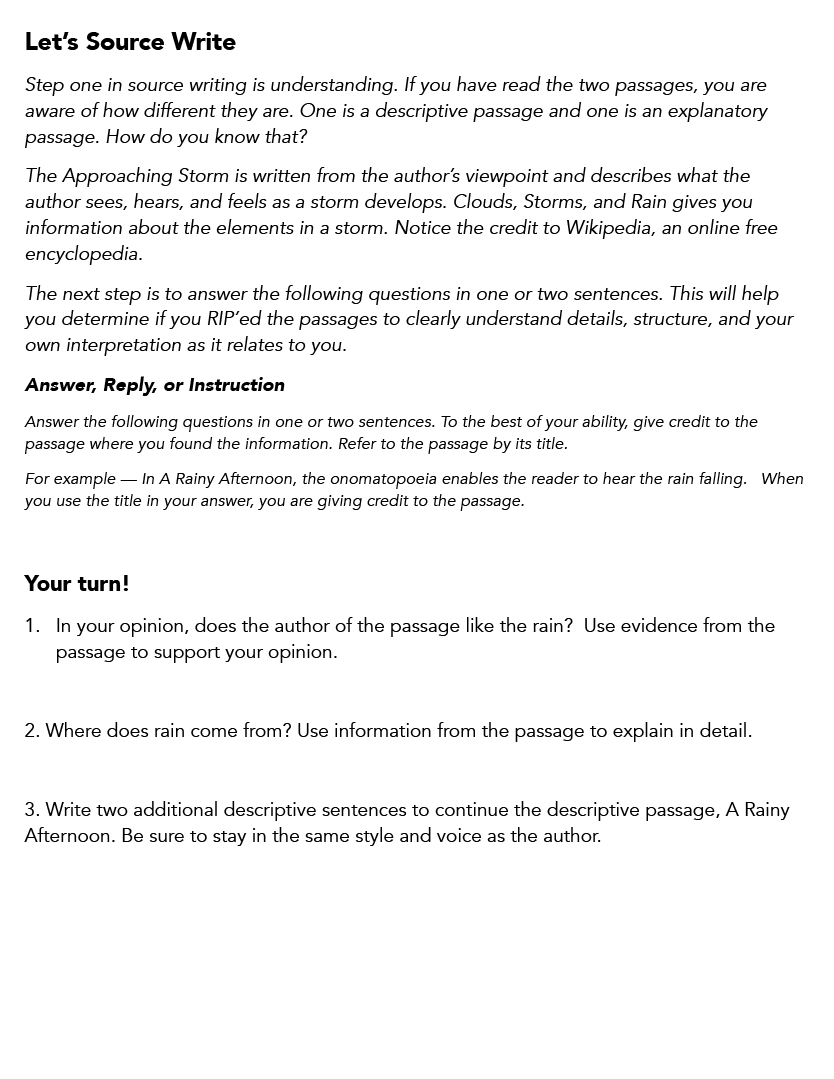 Let’s Source Write
Step one in source writing is understanding. If you have read the two passages, you are
aware of how different they are. One is a descriptive passage and one is an explanatory
passage. How do you know that?
The Approaching Storm is written from the author’s viewpoint and describes what the
author sees, hears, and feels as a storm develops. Clouds, Storms, and Rain gives you
information about the elements in a storm. Notice the credit to Wikipedia, an online free
encyclopedia.
The next step is to answer the following questions in one or two sentences. This will help
you determine if you RIP’ed the passages to clearly understand details, structure, and your
own interpretation as it relates to you.
Answer, Reply, or Instruction
Answer the following questions in one or two sentences. To the best of your ability, give credit to the
passage where you found the information. Refer to the passage by its title.
For example — In A Rainy Afternoon, the onomatopoeia enables the reader to hear the rain falling.   When
you use the title in your answer, you are giving credit to the passage.
Your turn!
1.   In your opinion, does the author of the passage like the rain?  Use evidence from the
passage to support your opinion.
2. Where does rain come from? Use information from the passage to explain in detail.
3. Write two additional descriptive sentences to continue the descriptive passage, A Rainy
Afternoon. Be sure to stay in the same style and voice as the author.